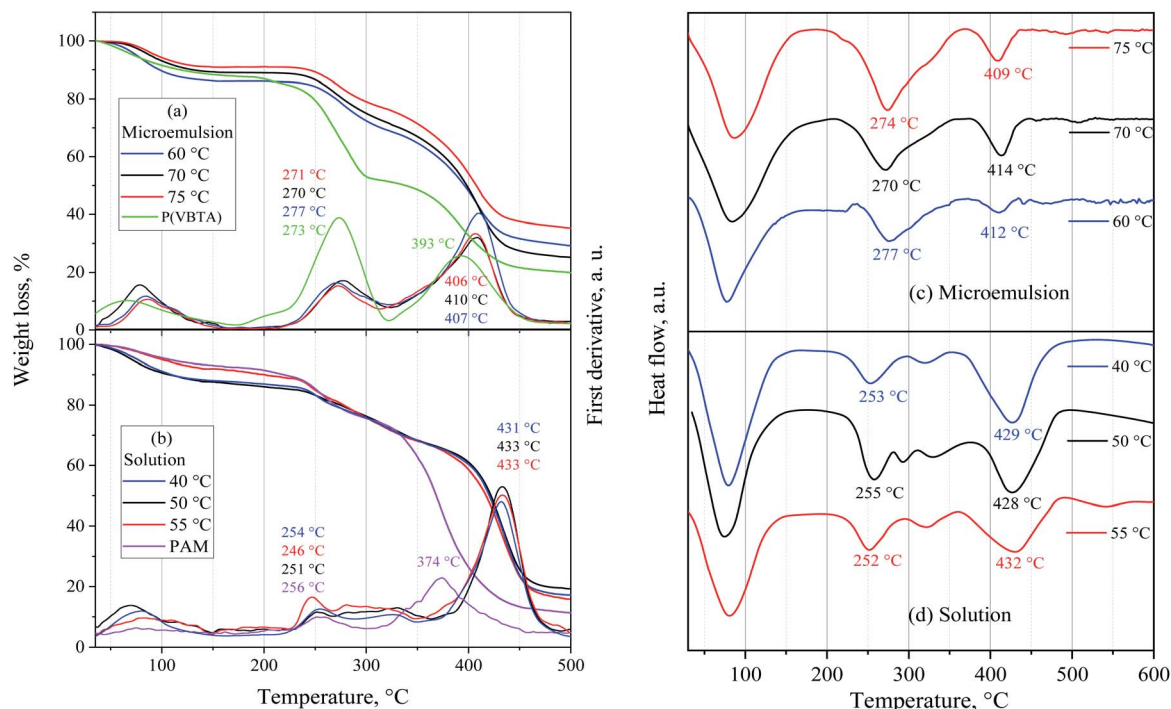 100
80
60
40
20
0
(a)
Microemulsion
60 °C
70 °C
75 °C
P(VBTA)
271 °C
270 °C
277 °C
273 °C
393 °C
406 °C
410 °C
407 °C
100
80
60
40
20
0
(b)
Solution
40 °C
50 °C
55 °C
PAM
431 °C
433 °C
433 °C
254 °C
246 °C
251 °C
256 °C
374 °C
100 200 300 400 500
Temperature, °C
Weight loss, %
First derivative, a. u.
Heat flow, a.u.
75 °C
409 °C
274 °C
70 °C
414 °C
270 °C
60 °C
412 °C
277 °C
(c) Microemulsion
40 °C
253 °C
429 °C
50 °C
255 °C
428 °C
55 °C
252 °C
432 °C
(d) Solution
100 200 300 400 500 600
Temperature, °C